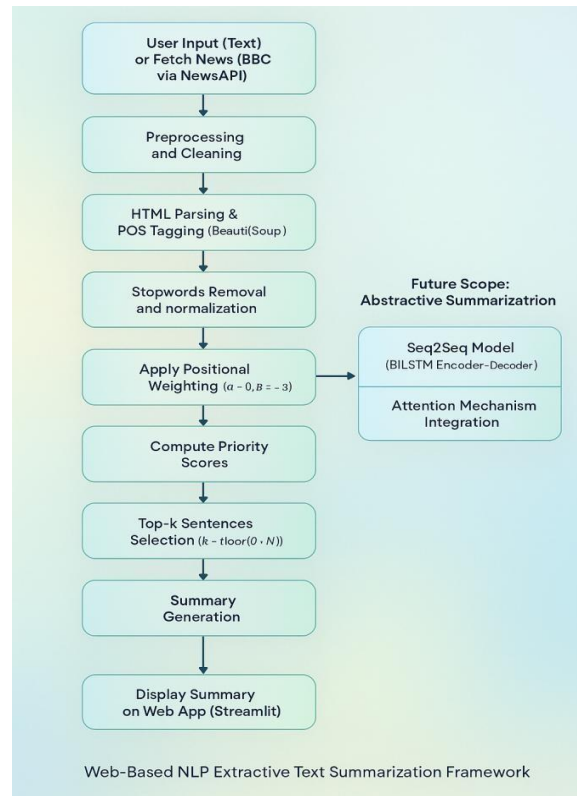 User Input (Text)
or Fetch News (BBC
via NewsAPI)
Preprocessing
and Cleaning
HTML Parsing &
POS Tagging (Beauti(Soup)
Stopwords Removal
and normalization
Apply Positional
Weighting (a - 0, B = - 3)
Compute Priority
Scores
Top-k Sentences
Selection (k - tloor(0 · N))
Summary
Generation
Display Summary
on Web App (Streamlit)
Future Scope:
Abstractive Summarizatrion
Seq2Seq Model
(BILSTM Encoder-Decoder)
Attention Mechanism
Integration
Web-Based NLP Extractive Text Summarization Framework